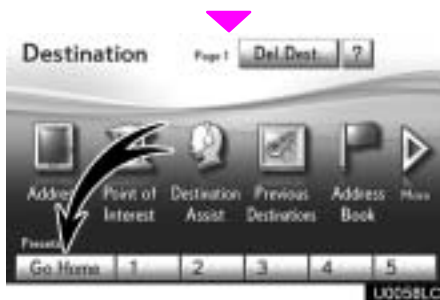 Destination Page 1 Del.Dest. ?
Address Point of Interest Destination Assist Previous Destinations Address Book More
Presets
Go Home 1 2 3 4 5
U0058LC